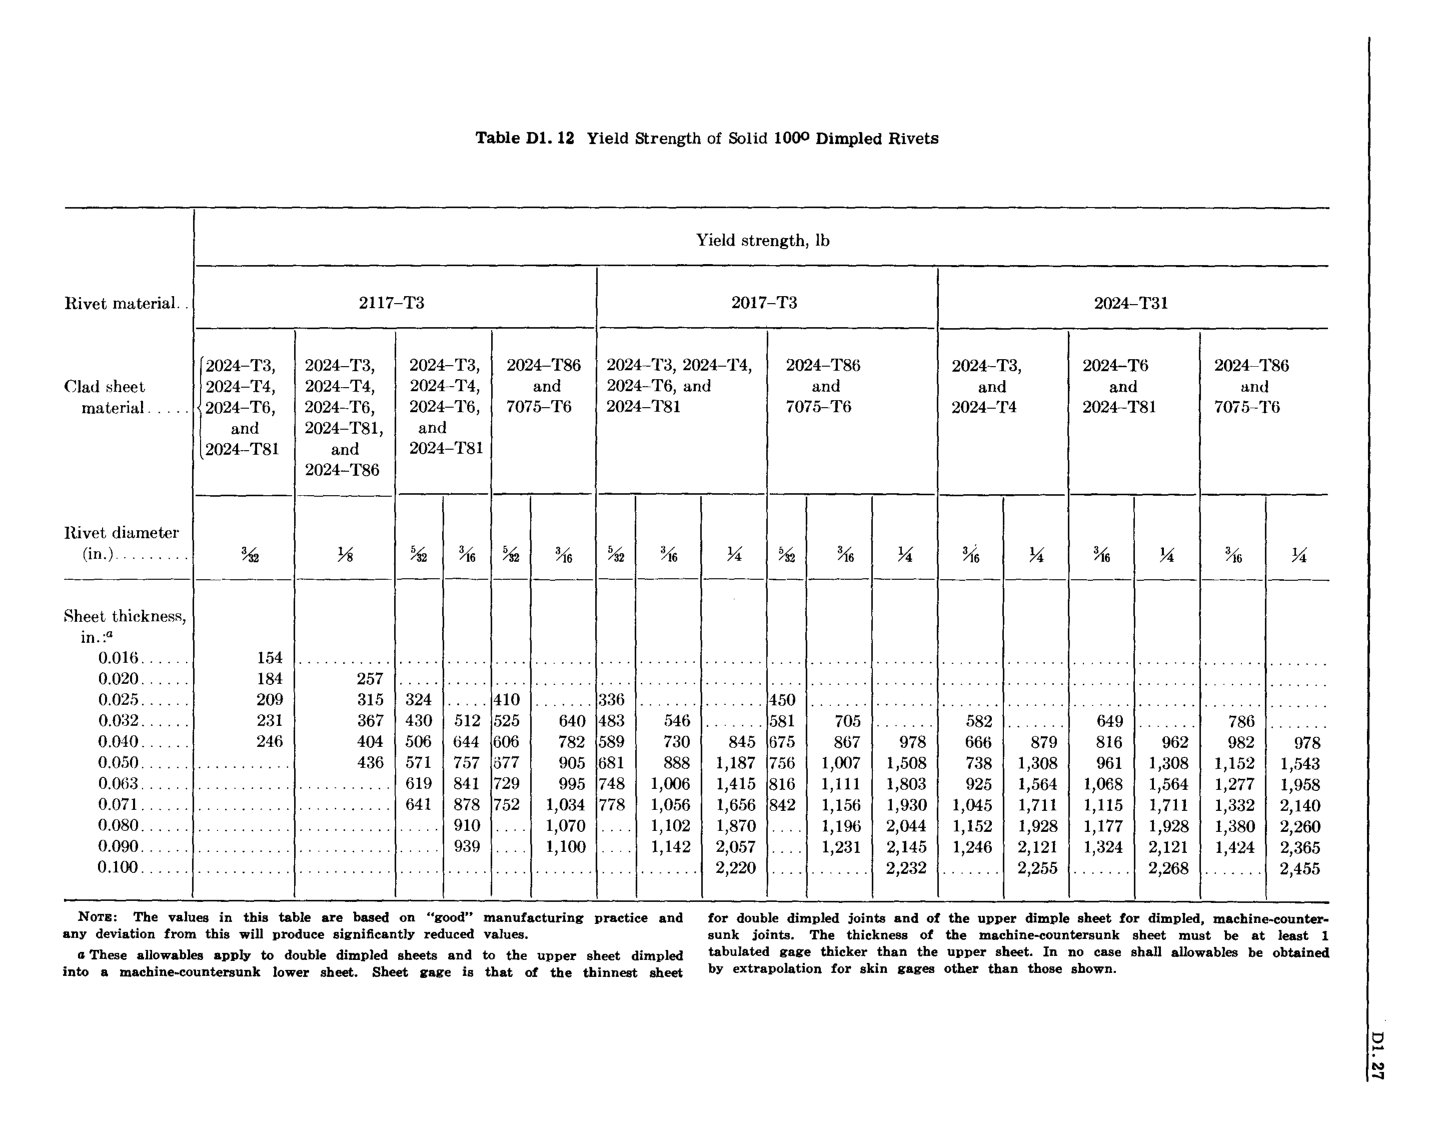 Table D1. 12 Yield Strength of Solid 100º Dimpled Rivets
Yield strength, lb
Rivet material. . 2117–T3 2017–T3 2024–T31
2024–T3, 2024–T3, 2024–T3, 2024–T86 2024–T3, 2024–T4, 2024–T86 2024–T3, 2024–T6 2024–T86
Clad sheet 2024–T4, 2024–T4, 2024–T4, and 2024–T6, and and and and and
material . . . . . 2024–T6, 2024–T6, 2024–T6, 7075–T6 2024–T81 7075–T6 2024–T4 2024–T81 7075–T6
and 2024–T81, and
2024–T81 and 2024–T81
2024–T86
Rivet diameter
(in.) . . . . . . . . . 3/32 1/8 5/32 3/16 5/32 3/16 5/32 3/16 1/4 5/32 3/16 1/4 3/16 1/4 3/16 1/4 3/16 1/4
Sheet thickness,
in.:a
0.016 . . . . . . 154
0.020 . . . . . . 184 257
0.025 . . . . . . 209 315 324 . . . . . 410 . . . . . . . 336 . . . . . . . . . . . . . . 450
0.032 . . . . . . 231 367 430 512 525 640 483 546 . . . . . . . 581 705 . . . . . . . 582 . . . . . . . 649 . . . . . . . 786 . . . . . . .
0.040 . . . . . . 246 404 506 644 606 782 589 730 845 675 867 978 666 879 816 962 982 978
0.050 . . . . . . . . . . . . . . . . . 436 571 757 677 905 681 888 1,187 756 1,007 1,508 738 1,308 961 1,308 1,152 1,543
0.063 . . . . . . . . . . . . . . . . . . . . . . . . . . . . 619 841 729 995 748 1,006 1,415 816 1,111 1,803 925 1,564 1,068 1,564 1,277 1,958
0.071 . . . . . . . . . . . . . . . . . . . . . . . . . . . . 641 878 752 1,034 778 1,056 1,656 842 1,156 1,930 1,045 1,711 1,115 1,711 1,332 2,140
0.080 . . . . . . . . . . . . . . . . . . . . . . . . . . . . . . . . . 910 . . . . 1,070 . . . . 1,102 1,870 . . . . 1,196 2,044 1,152 1,928 1,177 1,928 1,380 2,260
0.090 . . . . . . . . . . . . . . . . . . . . . . . . . . . . . . . . . 939 . . . . 1,100 . . . . 1,142 2,057 . . . . 1,231 2,145 1,246 2,121 1,324 2,121 1,424 2,365
0.100 . . . . . . . . . . . . . . . . . . . . . . . . . . . . . . . . . . . . . . . . . . . . . . . . . . . . . . . . 2,220 . . . . . . . . . . . 2,232 . . . . . . . 2,255 . . . . . . . 2,268 . . . . . . . 2,455
NOTE: The values in this table are based on "good" manufacturing practice and
any deviation from this will produce significantly reduced values.
a These allowables apply to double dimpled sheets and to the upper sheet dimpled
into a machine-countersunk lower sheet. Sheet gage is that of the thinnest sheet
for double dimpled joints and of the upper dimple sheet for dimpled, machine-counter-
sunk joints. The thickness of the machine-countersunk sheet must be at least 1
tabulated gage thicker than the upper sheet. In no case shall allowables be obtained
by extrapolation for skin gages other than those shown.
D1. 27